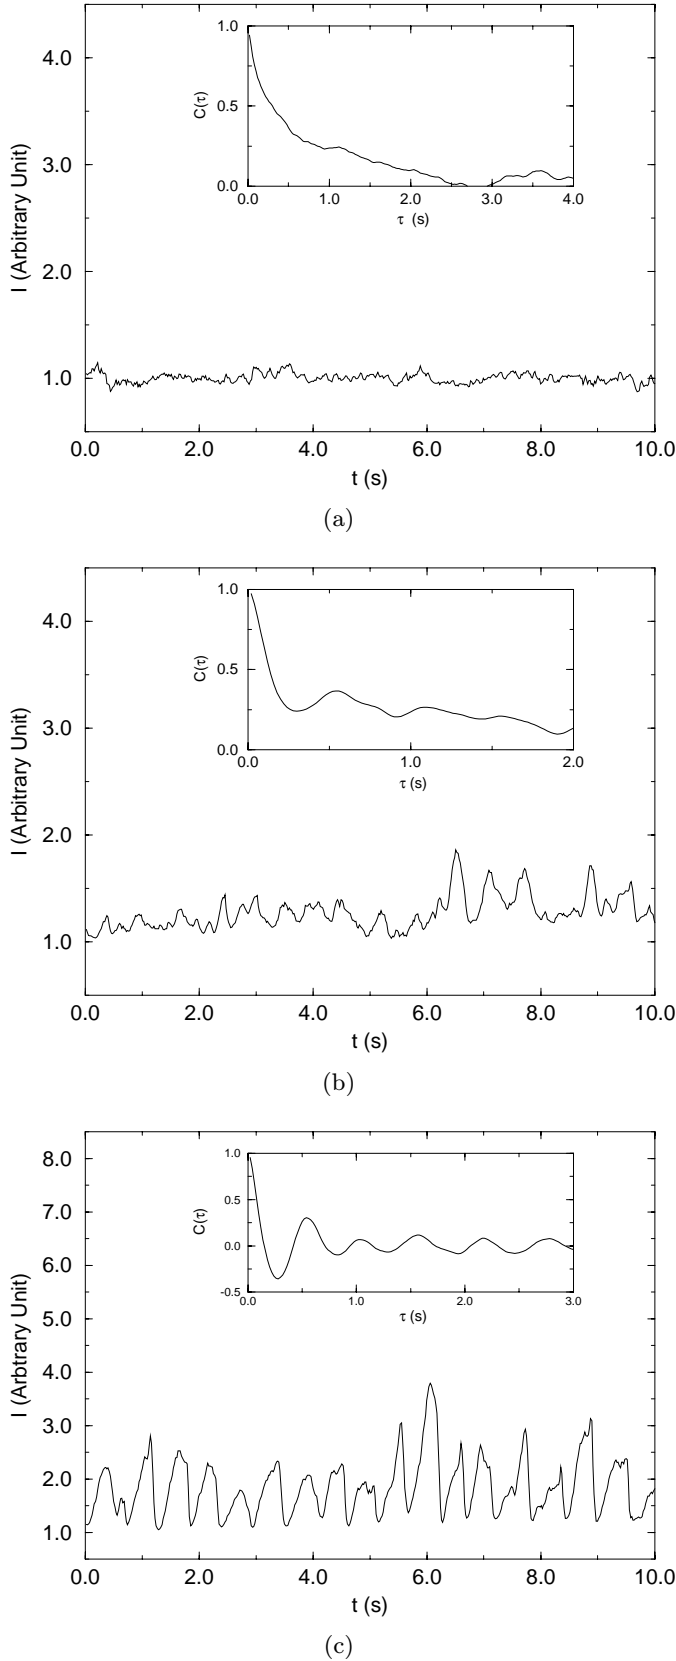 4.0
3.0
2.0
1.0
I (Arbitrary Unit)
1.0
0.5
0.0
C(τ)
0.0 1.0 2.0 3.0 4.0
τ (s)
0.0 2.0 4.0 6.0 8.0 10.0
t (s)
(a)
4.0
3.0
2.0
1.0
I (Arbitrary Unit)
1.0
0.5
0.0
C(τ)
0.0 1.0 2.0
τ (s)
0.0 2.0 4.0 6.0 8.0 10.0
t (s)
(b)
8.0
7.0
6.0
5.0
4.0
3.0
2.0
1.0
I (Arbtrary Unit)
1.0
0.5
0.0
-0.5
C(τ)
0.0 1.0 2.0 3.0
τ (s)
0.0 2.0 4.0 6.0 8.0 10.0
t (s)
(c)